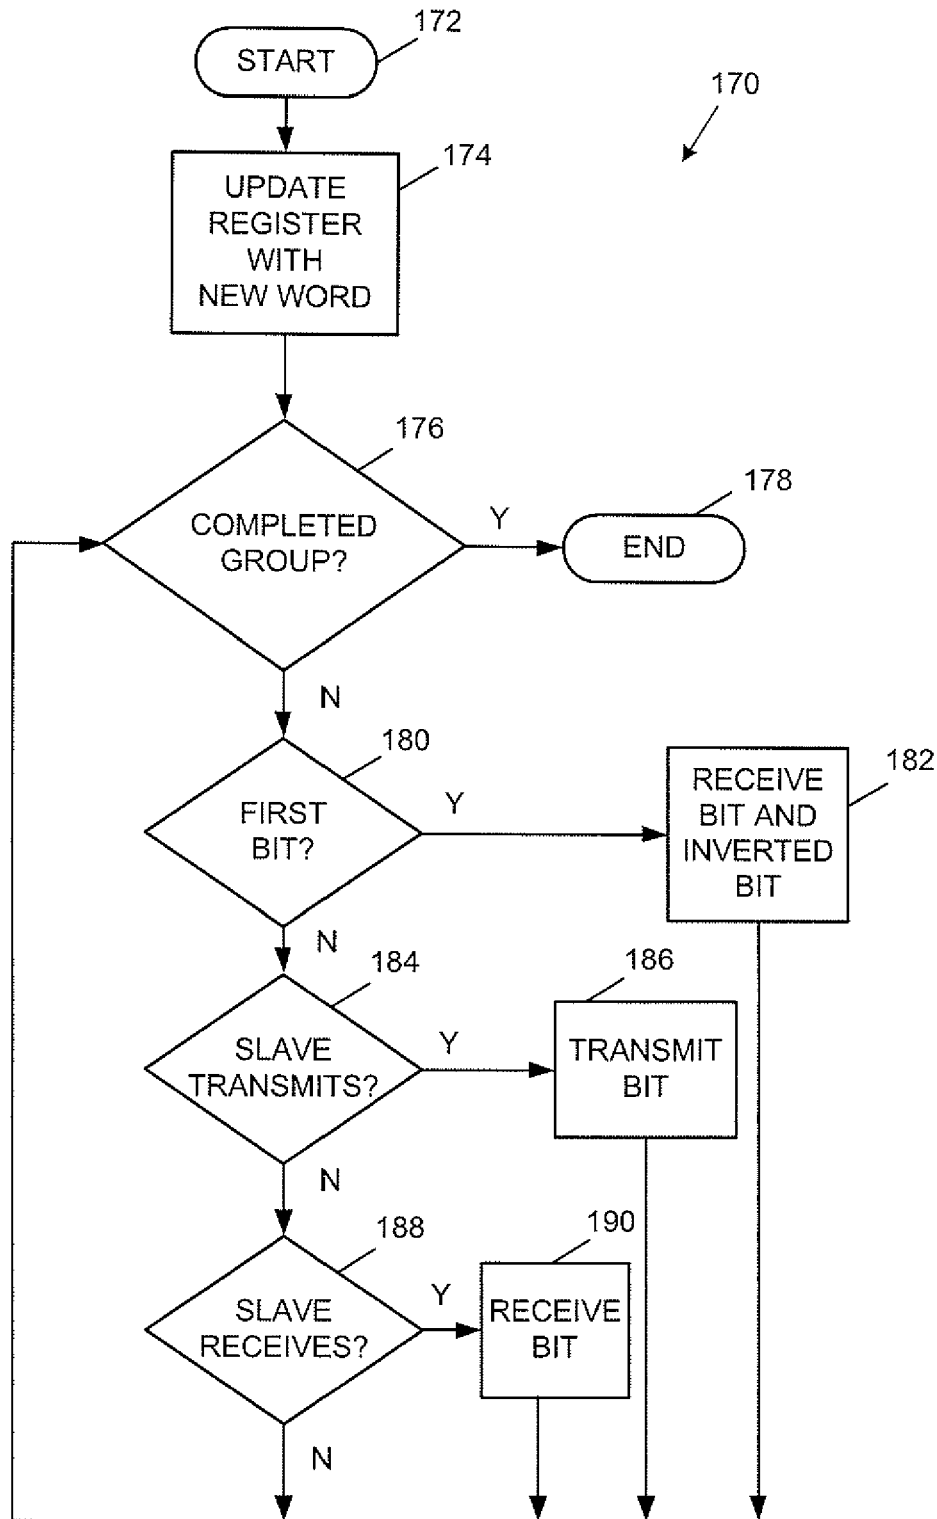 172
START
170
174
UPDATE
REGISTER
WITH
NEW WORD
176
COMPLETED
GROUP?
Y
178
END
N
180
FIRST
BIT?
Y
182
RECEIVE
BIT AND
INVERTED
BIT
N
184
SLAVE
TRANSMITS?
Y
186
TRANSMIT
BIT
N
188
SLAVE
RECEIVES?
Y
190
RECEIVE
BIT
N